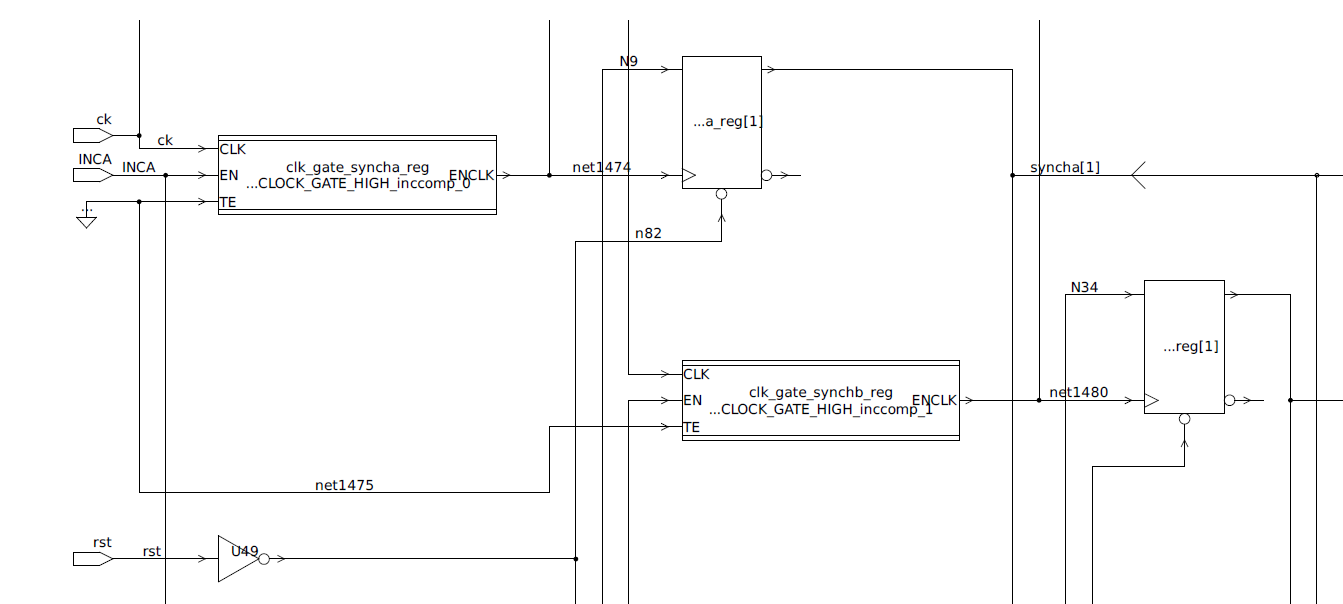 N9
ck
ck
...a_reg[1]
INCA
INCA
CLK
EN
TE
clk_gate_syncha_reg
...CLOCK_GATE_HIGH_inccomp_0
ENCLK
net1474
syncha[1]
...
n82
N34
...reg[1]
CLK
EN
TE
clk_gate_synchb_reg
...CLOCK_GATE_HIGH_inccomp_1
ENCLK
net1480
net1475
rst
rst
U49